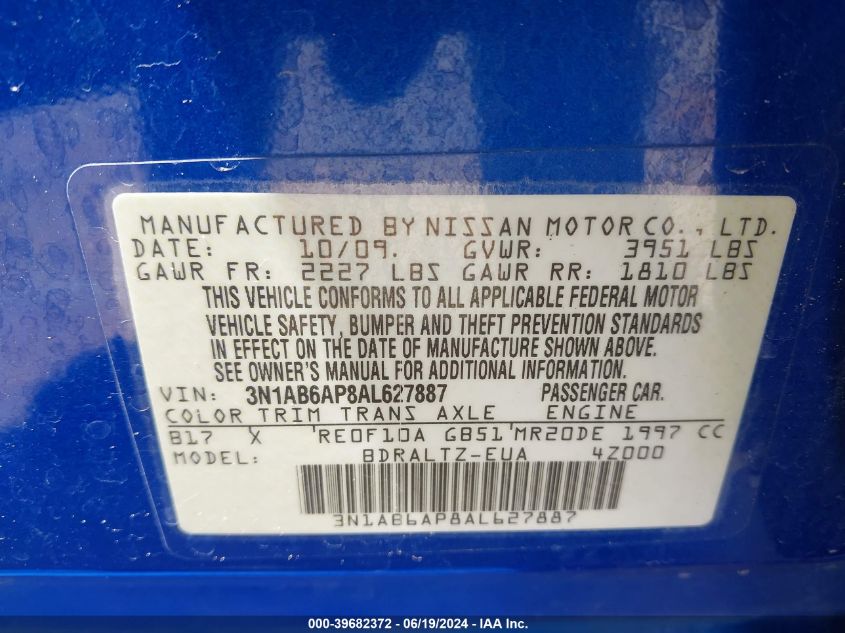 MANUFACTURED BY NISSAN MOTOR CO., LTD.
DATE: 10/09. GVWR: 3951 LBS
GAWR FR: 2227 LBS GAWR RR: 1810 LBS
THIS VEHICLE CONFORMS TO ALL APPLICABLE FEDERAL MOTOR
VEHICLE SAFETY, BUMPER AND THEFT PREVENTION STANDARDS
IN EFFECT ON THE DATE OF MANUFACTURE SHOWN ABOVE.
SEE OWNER'S MANUAL FOR ADDITIONAL INFORMATION.
VIN: 3N1AB6AP8AL627887 PASSENGER CAR.
COLOR TRIM TRANS AXLE ENGINE
B17 X RE0F10A GB51 MR20DE 1997 CC
MODEL: BDRALTZ-EUA 4Z000
3N1AB6AP8AL627887
000-39682372 - 06/19/2024 - IAA Inc.